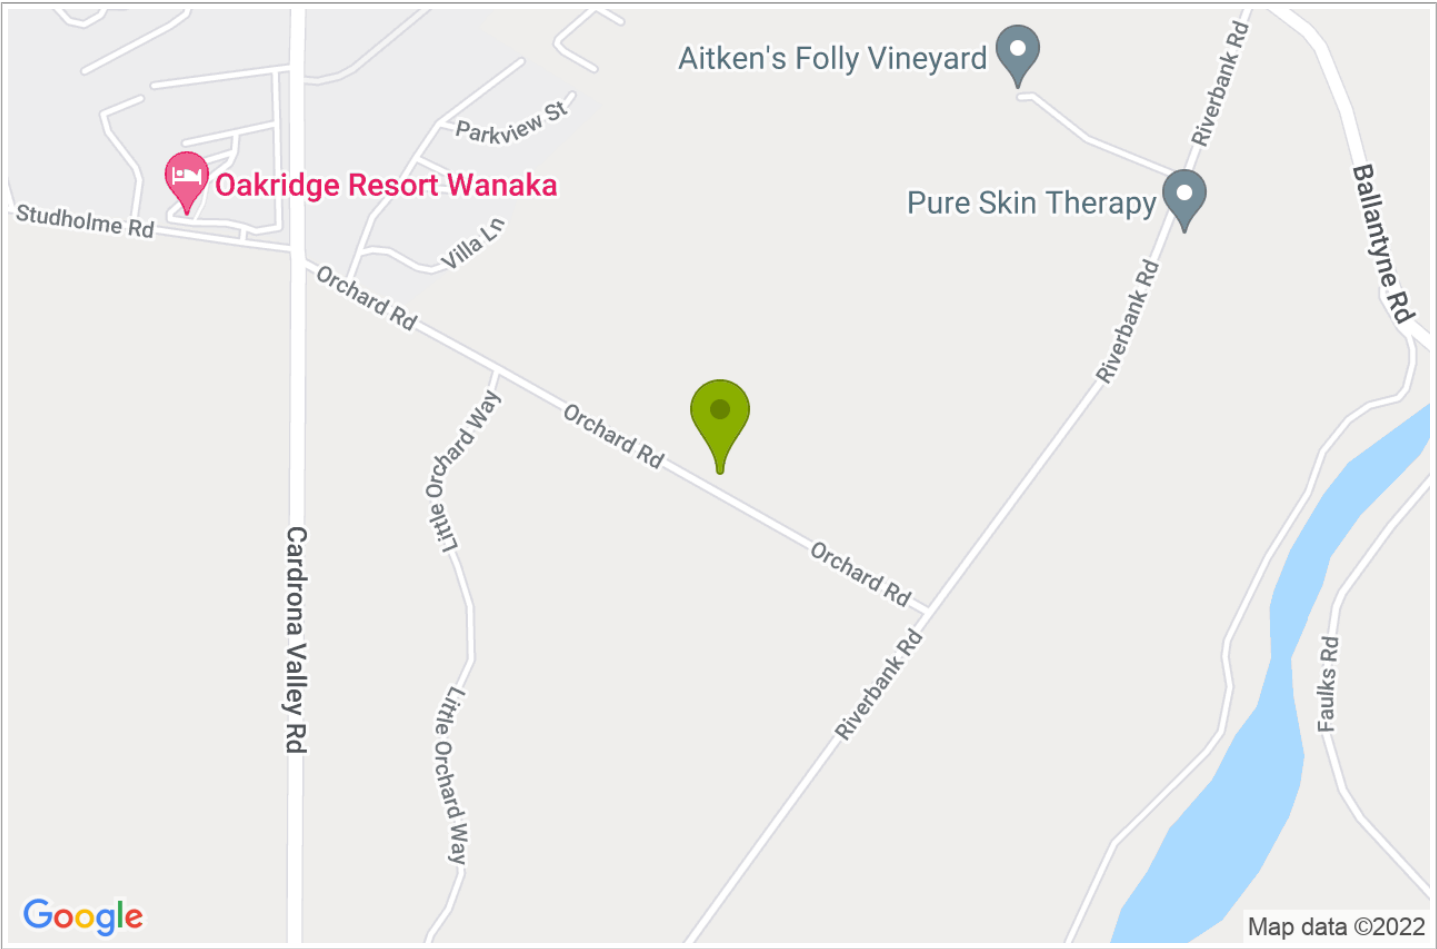 Aitken's Folly Vineyard
Riverbank Rd
Parkview St
Oakridge Resort Wanaka
Ballantyne Rd
Pure Skin Therapy
Studholme Rd
Villa Ln
Orchard Rd
Riverbank Rd
Little Orchard Way
Orchard Rd
Cardrona Valley Rd
Orchard Rd
Riverbank Rd
Faulks Rd
Little Orchard Way
Google
Map data ©2022